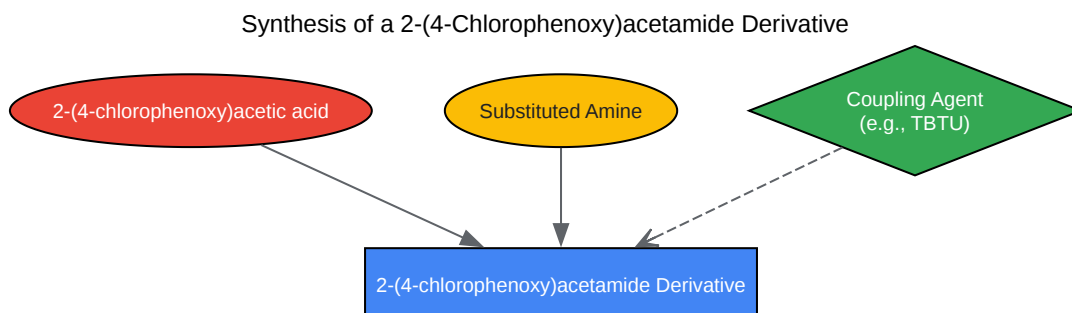 Synthesis of a 2-(4-Chlorophenoxy)acetamide Derivative
2-(4-chlorophenoxy)acetic acid
Substituted Amine
Coupling Agent
(e.g., TBTU)
2-(4-chlorophenoxy)acetamide Derivative